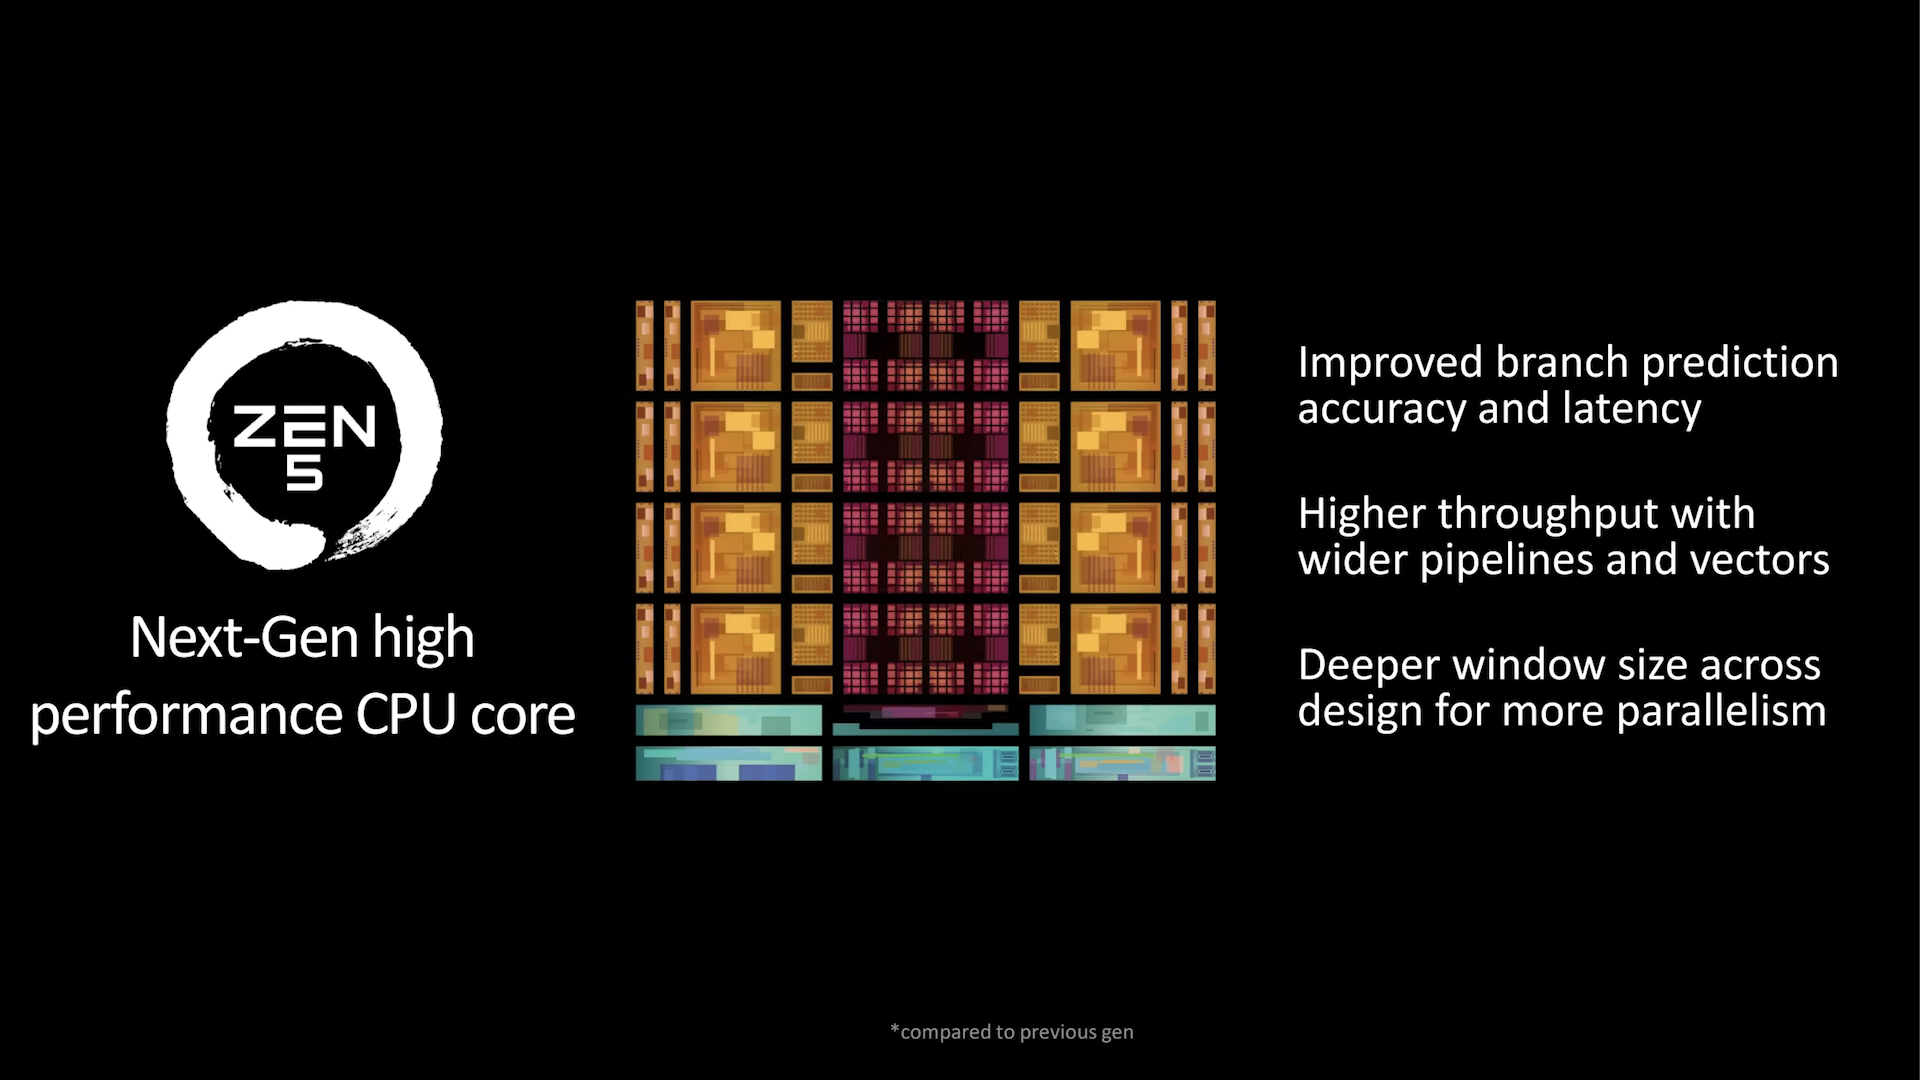 ZEN
5
Next-Gen high
performance CPU core
Improved branch prediction
accuracy and latency
Higher throughput with
wider pipelines and vectors
Deeper window size across
design for more parallelism
*compared to previous gen